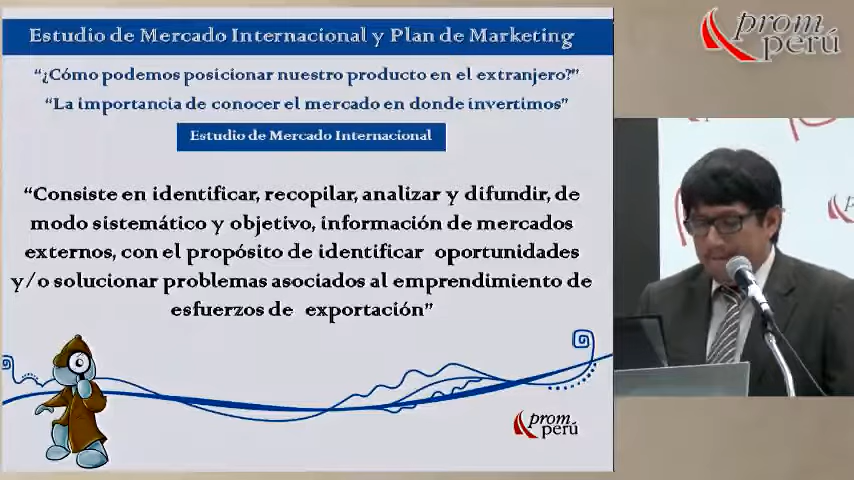 Estudio de Mercado Internacional y Plan de Marketing
prom
perú
“¿Cómo podemos posicionar nuestro producto en el extranjero?”
“La importancia de conocer el mercado en donde invertimos”
Estudio de Mercado Internacional
“Consiste en identificar, recopilar, analizar y difundir, de
modo sistemático y objetivo, información de mercados
externos, con el propósito de identificar oportunidades
y/o solucionar problemas asociados al emprendimiento de
esfuerzos de exportación”
prom
perú